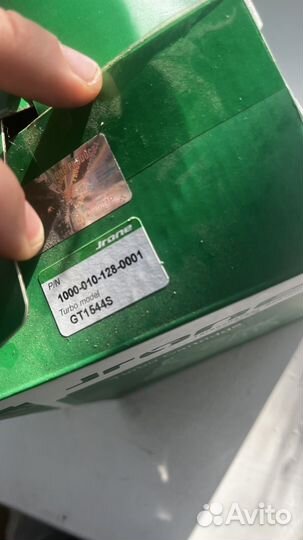 Jrone
P/N
1000-010-128-0001
Turbo model
GT1544S
Avito